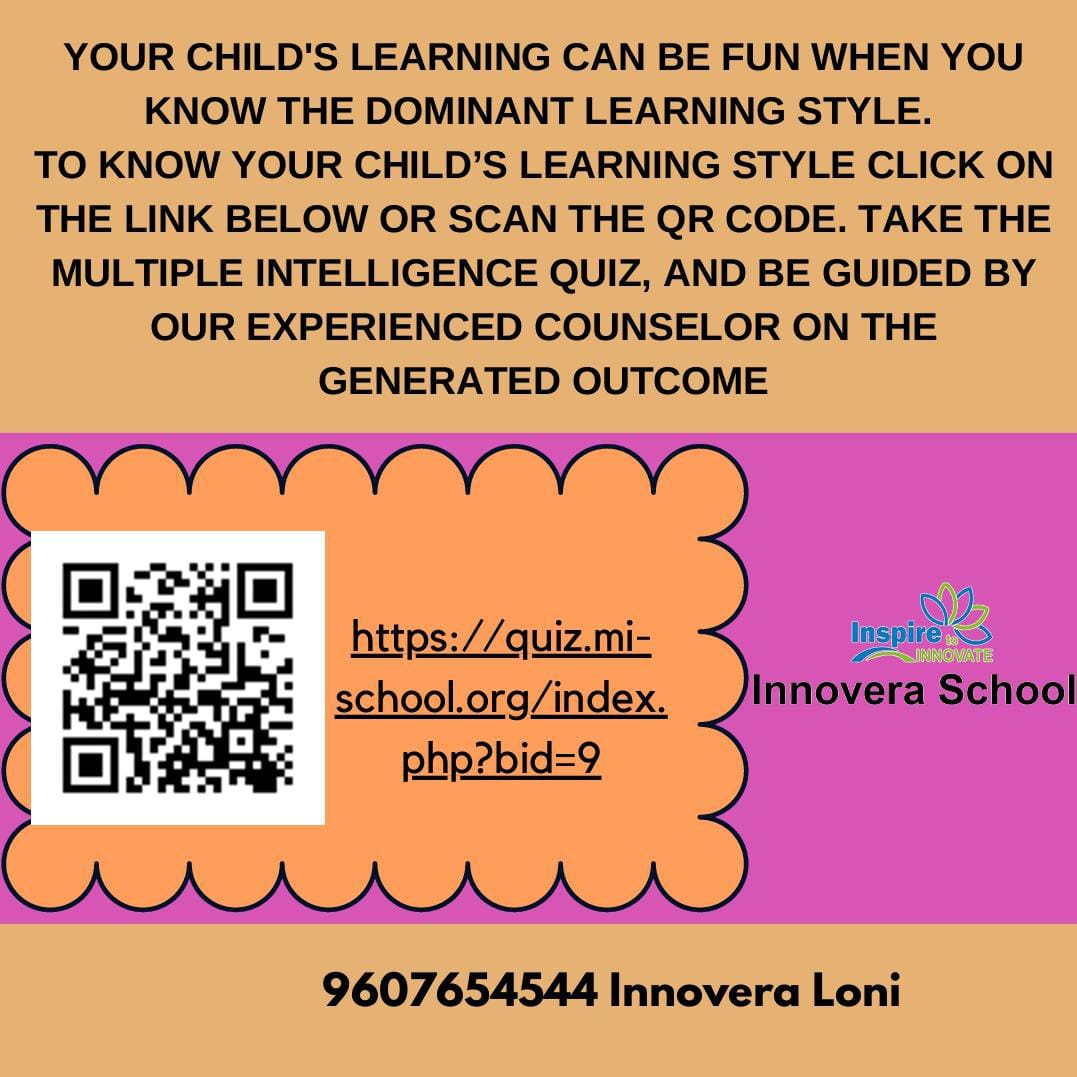 YOUR CHILD'S LEARNING CAN BE FUN WHEN YOU
KNOW THE DOMINANT LEARNING STYLE.
TO KNOW YOUR CHILD’S LEARNING STYLE CLICK ON
THE LINK BELOW OR SCAN THE QR CODE. TAKE THE
MULTIPLE INTELLIGENCE QUIZ, AND BE GUIDED BY
OUR EXPERIENCED COUNSELOR ON THE
GENERATED OUTCOME
https://quiz.mi-
school.org/index.
php?bid=9
Inspire to
INNOVATE
Innovera School
9607654544 Innovera Loni